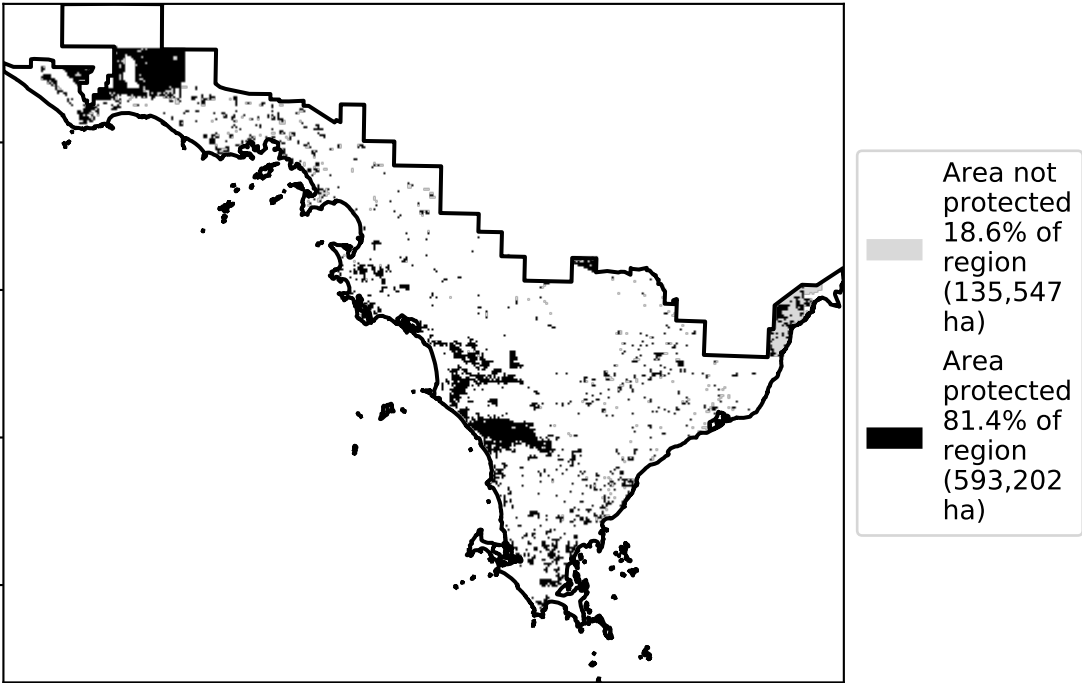 Area not
protected
18.6% of
region
(135,547
ha)
Area
protected
81.4% of
region
(593,202
ha)